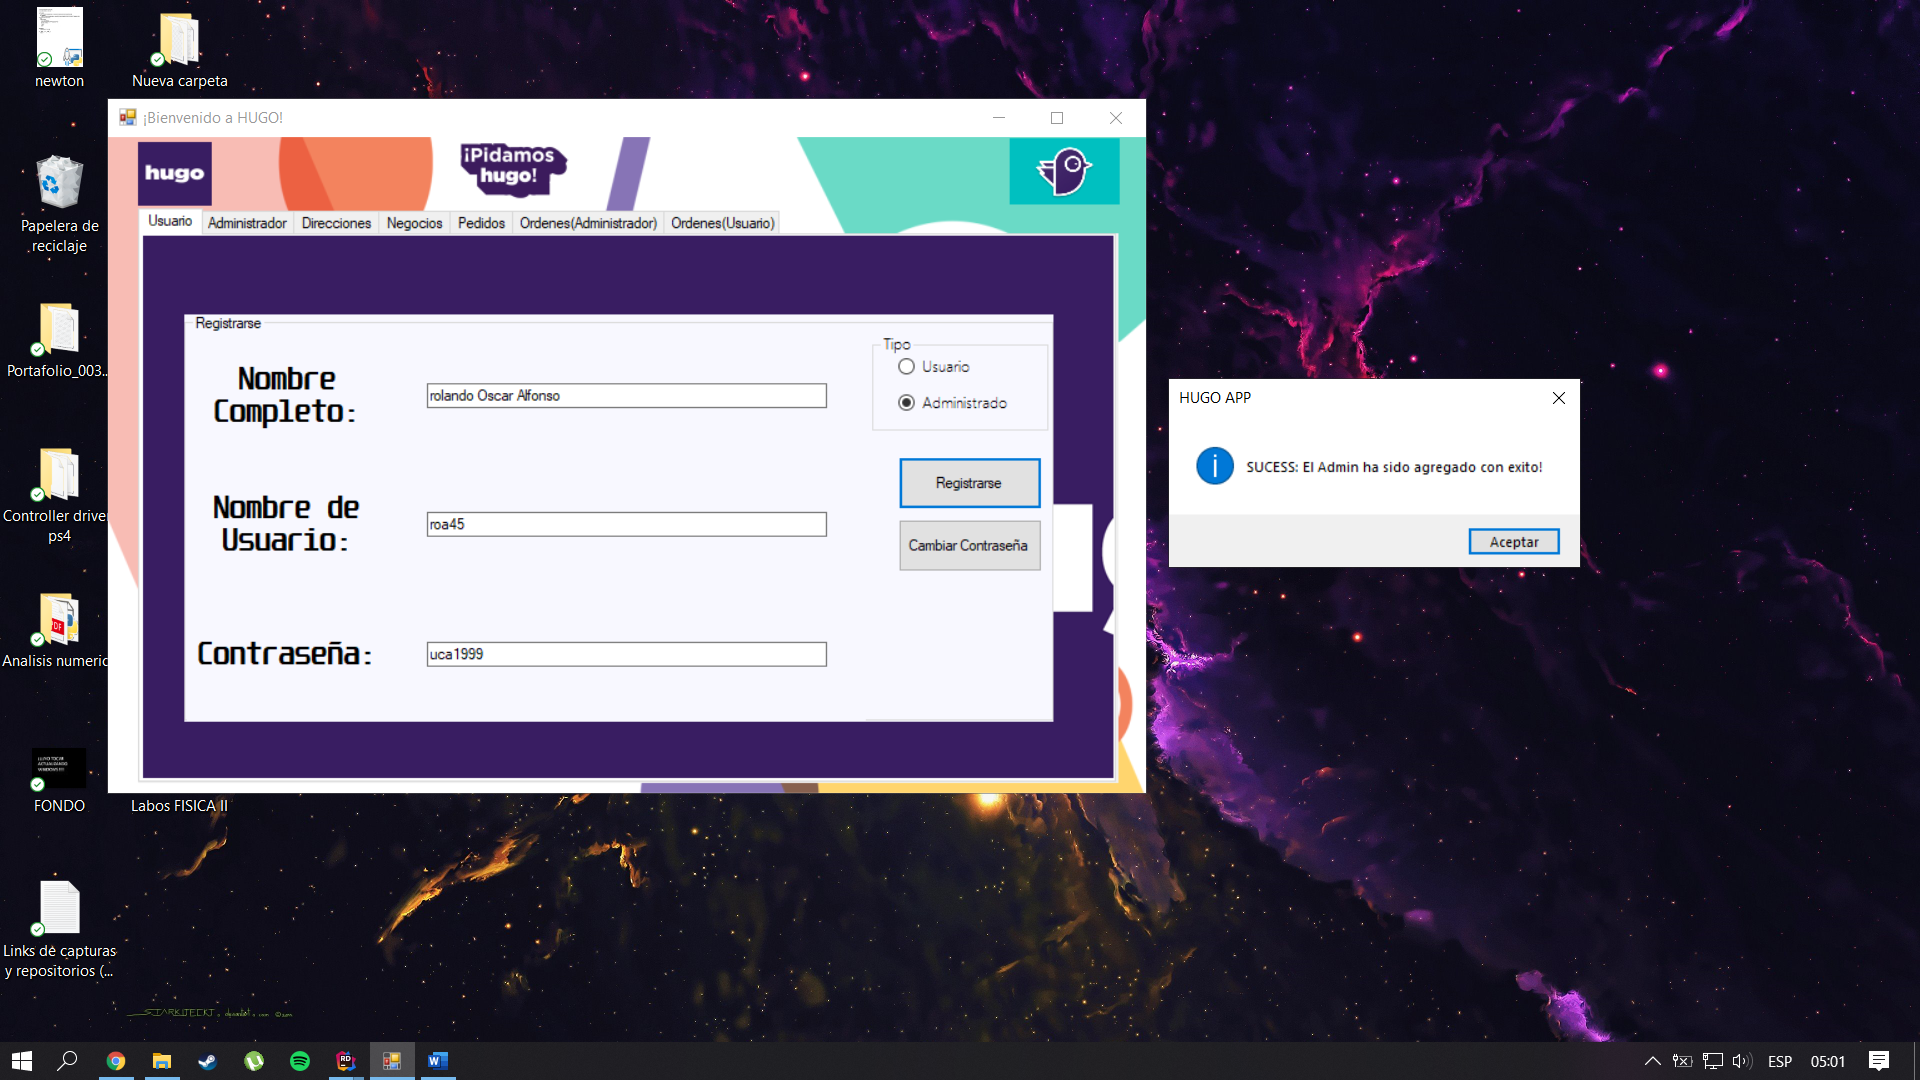 newton
Nueva carpeta
Papelera de
reciclaje
Portafolio_003...
Controller drive
ps4
Analisis numeric
FONDO
Labos FISICA II
Links de capturas
y repositorios (...
¡Bienvenido a HUGO!
hugo
¡Pidamos
hugo!
Usuario
Administrador
Direcciones
Negocios
Pedidos
Ordenes(Administrador)
Ordenes(Usuario)
Registrarse
Nombre
Completo:
rolando Oscar Alfonso
Nombre de
Usuario:
roa45
Contraseña:
uca1999
Tipo
Usuario
Administrado
Registrarse
Cambiar Contraseña
HUGO APP
SUCESS: El Admin ha sido agregado con exito!
Aceptar
ESP
05:01